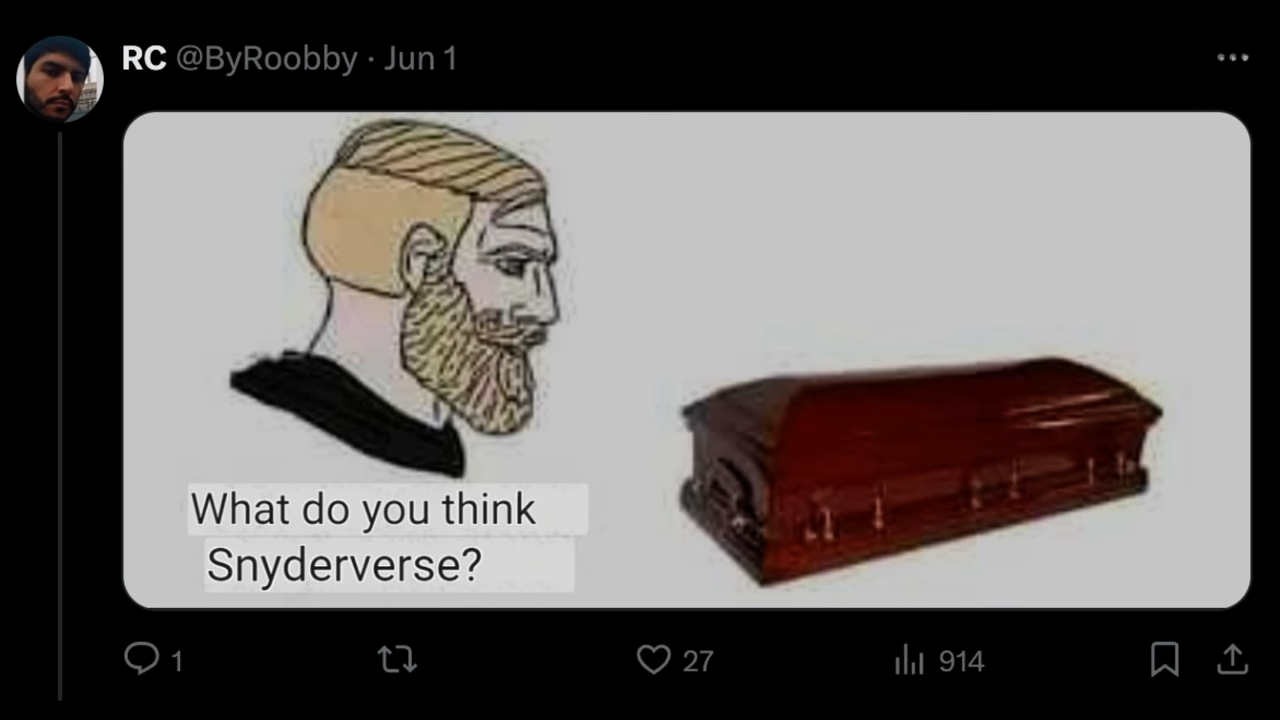 RC @ByRoobby · Jun 1
What do you think
Snyderverse?
1
27
914